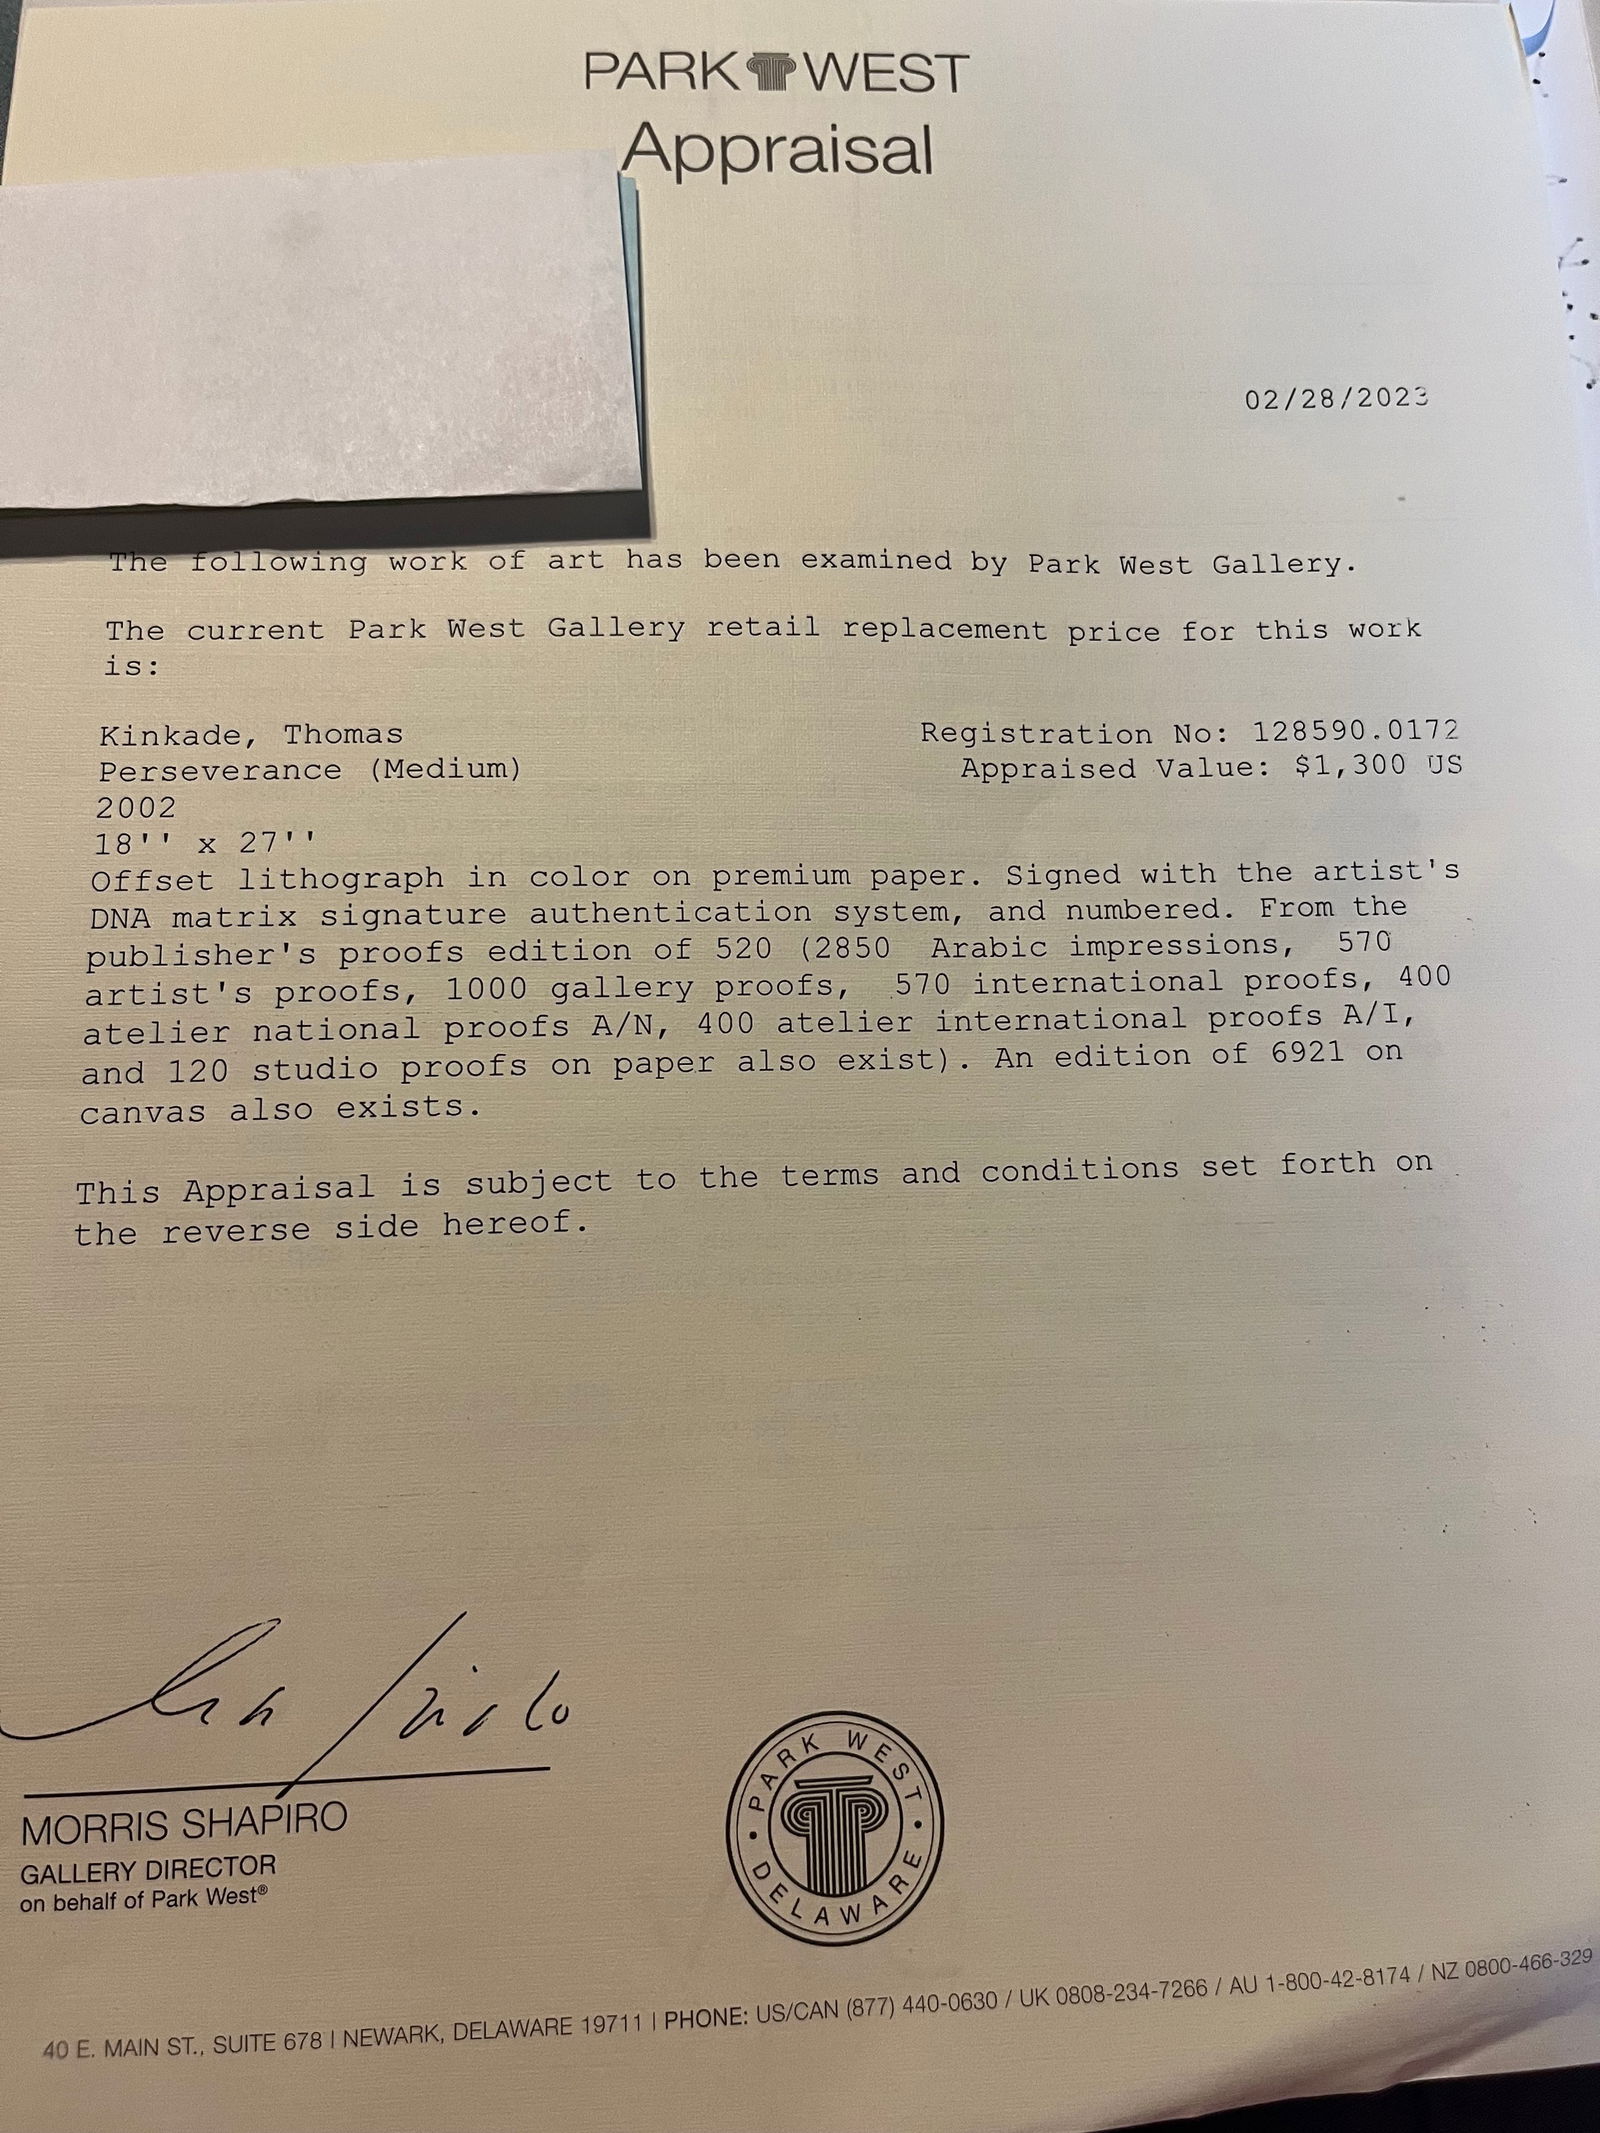 PARK WEST
Appraisal
02/28/2023
The following work of art has been examined by Park West Gallery.
The current Park West Gallery retail replacement price for this work
is:
Kinkade, Thomas
Registration No: 128590.0172
Perseverance (Medium)
Appraised Value: $1,300 US
2002
18'' x 27''
Offset lithograph in color on premium paper. Signed with the artist's
DNA matrix signature authentication system, and numbered. From the
publisher's proofs edition of 520 (2850 Arabic impressions, 570
artist's proofs, 1000 gallery proofs, 570 international proofs, 400
atelier national proofs A/N, 400 atelier international proofs A/I,
and 120 studio proofs on paper also exist). An edition of 6921 on
canvas also exists.
This Appraisal is subject to the terms and conditions set forth on
the reverse side hereof.
MORRIS SHAPIRO
GALLERY DIRECTOR
on behalf of Park West®
PARK WEST
DELAWARE
40 E. MAIN ST., SUITE 678 | NEWARK, DELAWARE 19711 | PHONE: US/CAN (877) 440-0630 / UK 0808-234-7266 / AU 1-800-42-8174 / NZ 0800-466-329